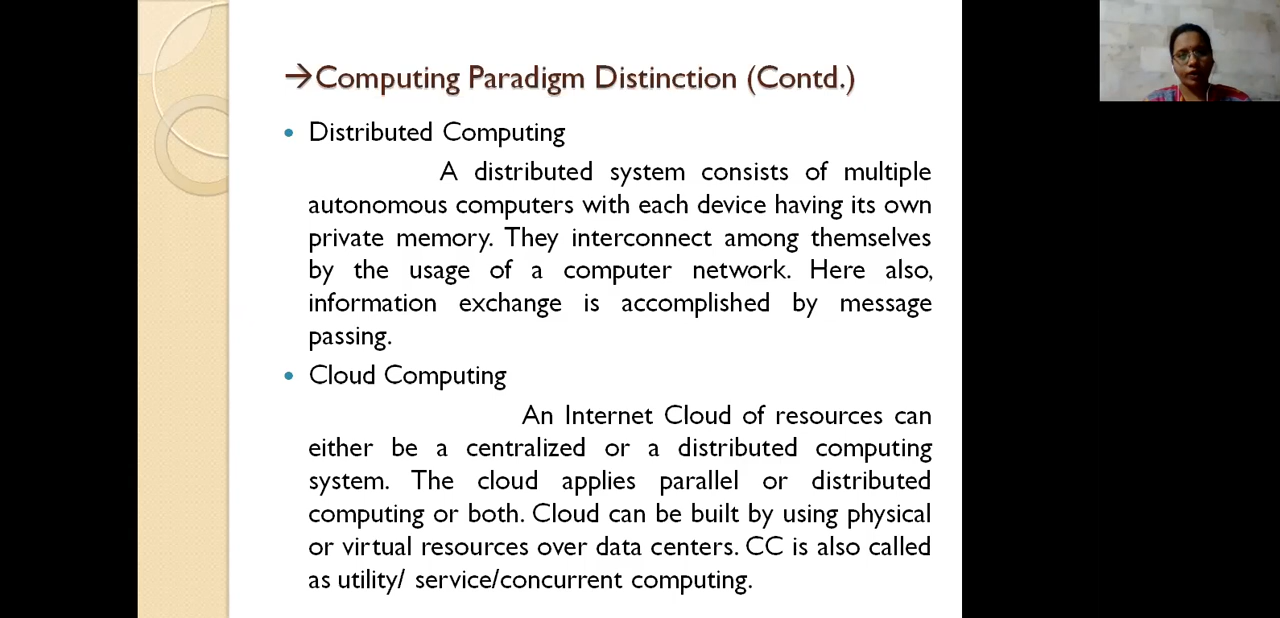 →Computing Paradigm Distinction (Contd.)
• Distributed Computing
A distributed system consists of multiple
autonomous computers with each device having its own
private memory. They interconnect among themselves
by the usage of a computer network. Here also,
information exchange is accomplished by message
passing.
• Cloud Computing
An Internet Cloud of resources can
either be a centralized or a distributed computing
system. The cloud applies parallel or distributed
computing or both. Cloud can be built by using physical
or virtual resources over data centers. CC is also called
as utility/ service/concurrent computing.